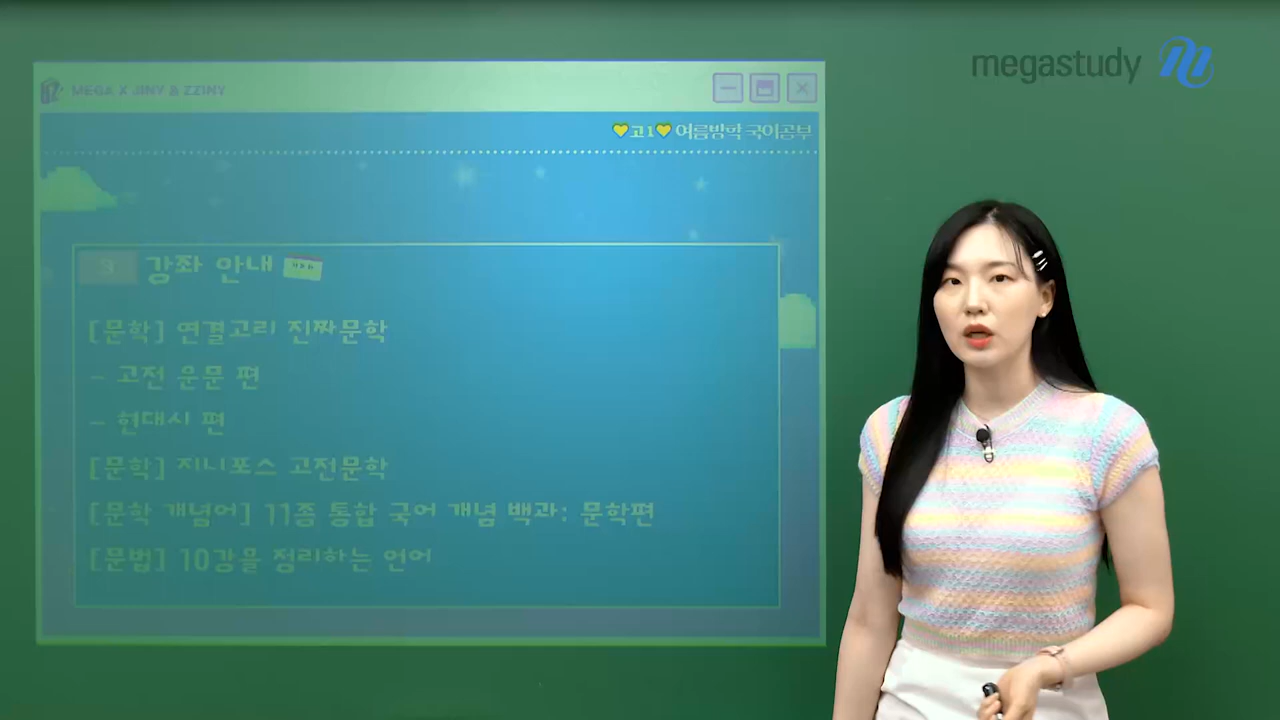 megastudy
MEGA X JINY & ZZINY
고1 여름방학 국어공부
3 강좌 안내
[문학] 연결고리 진짜문학
- 고전 운문 편
- 현대시 편
[문학] 지니포스 고전문학
[문학 개념어] 11종 통합 국어 개념 백과: 문학편
[문법] 10강을 정리하는 언어